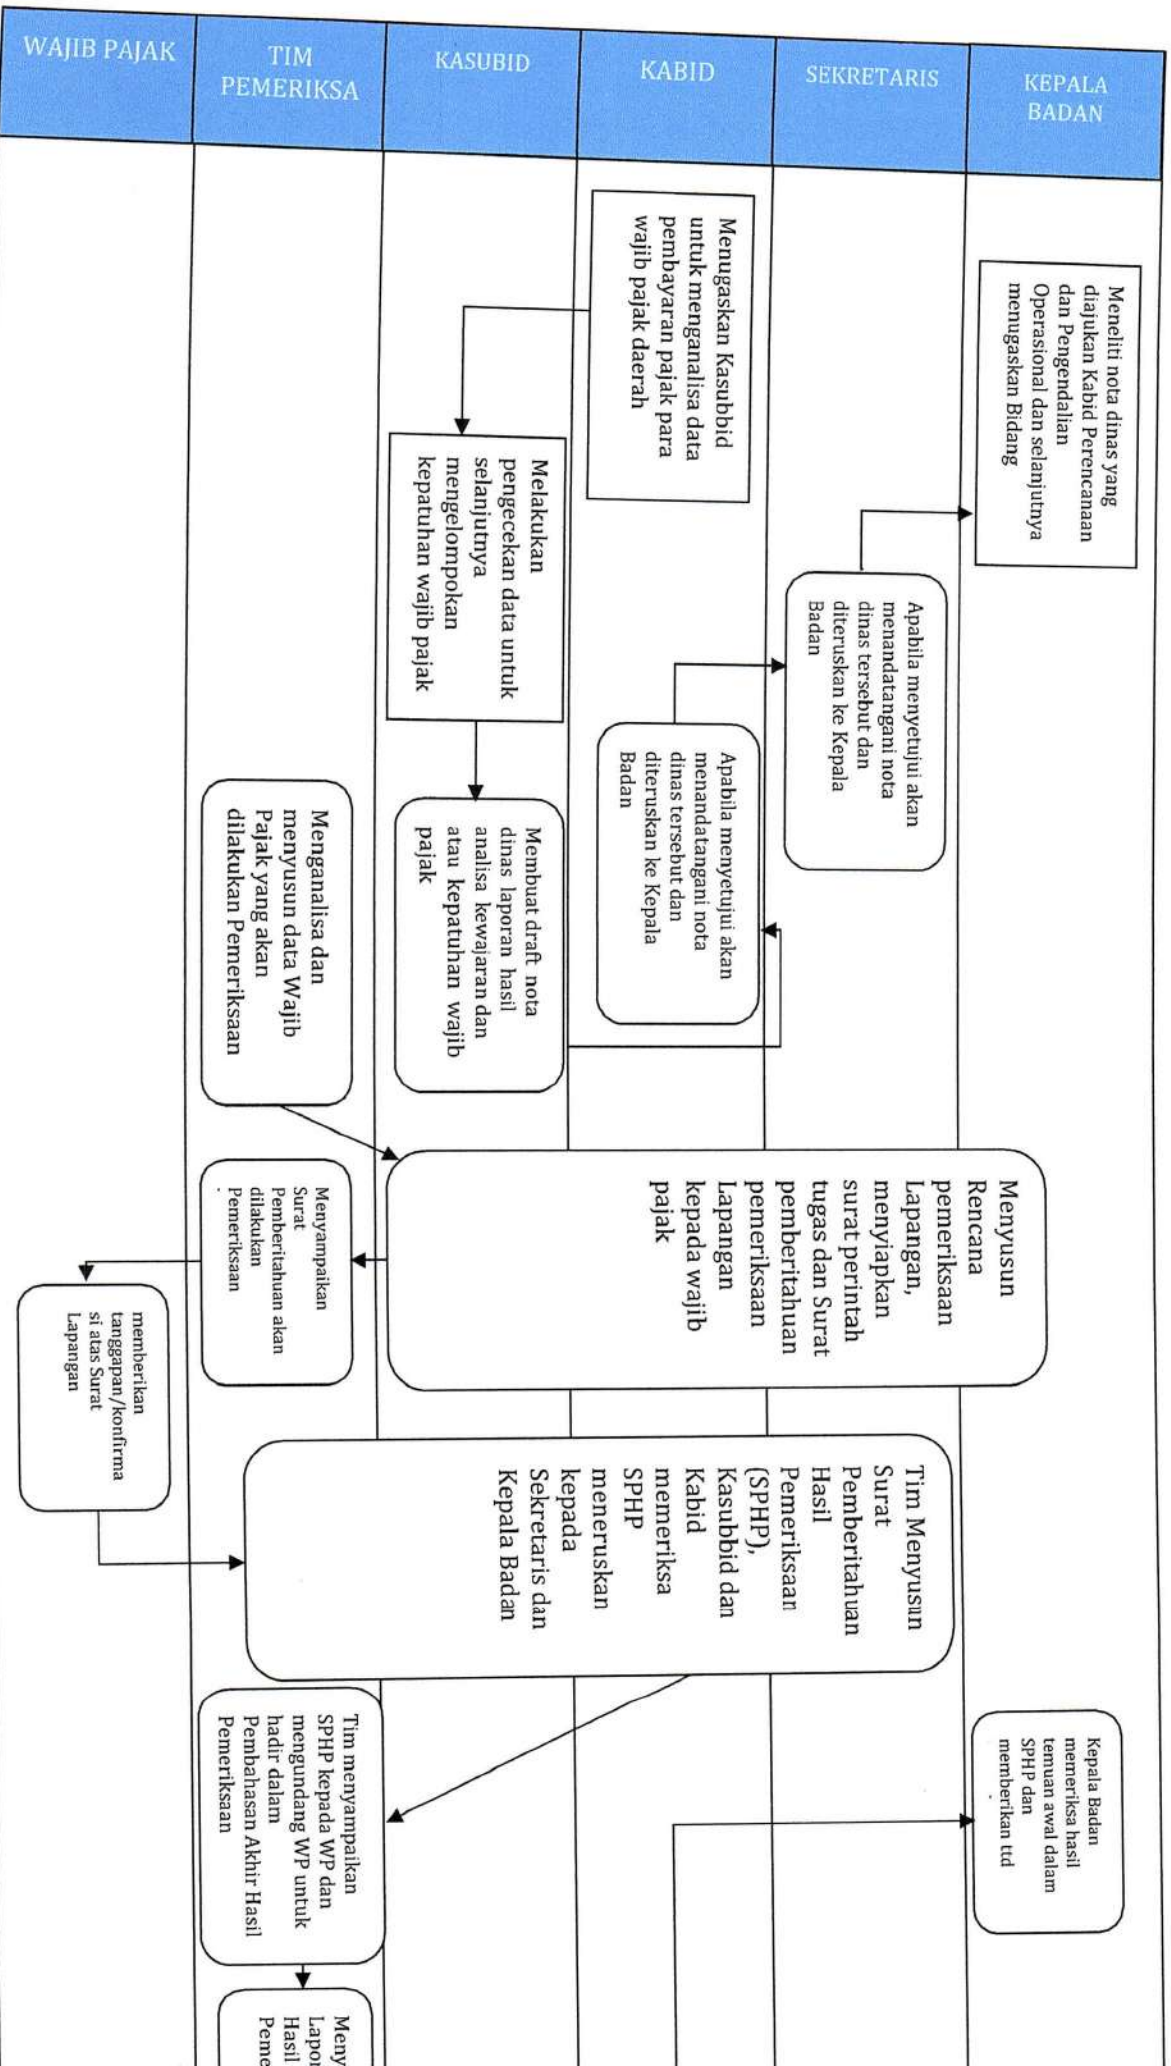 WAJIB PAJAK
TIM
PEMERIKSA
KASUBID
KABID
SEKRETARIS
KEPALA
BADAN
Menugaskan Kasubbid
untuk menganalisa data
pembayaran pajak para
wajib pajak daerah
Melakukan
pengecekan data untuk
selanjutnya
mengelompokan
kepatuhan wajib pajak
Membuat draft nota
dinas laporan hasil
analisa kewajaran dan
atau kepatuhan wajib
pajak
Apabila menyetujui akan
menandatangani nota
dinas tersebut dan
diteruskan ke Kepala
Badan
Apabila menyetujui akan
menandatangani nota
dinas tersebut dan
diteruskan ke Kepala
Badan
Meneliti nota dinas yang
diajukan Kabid Perencanaan
dan Pengendalian
Operasional dan selanjutnya
menugaskan Bidang
Menganalisa dan
menyusun data Wajib
Pajak yang akan
dilakukan Pemeriksaan
Menyusun
Rencana
pemeriksaan
Lapangan,
menyiapkan
surat perintah
tugas dan Surat
pemberitahuan
pemeriksaan
Lapangan
kepada wajib
pajak
Menyampaikan
Surat
Pemberitahuan akan
dilakukan
Pemeriksaan
.
memberikan
tanggapan/konfirma
si atas Surat
Lapangan
Tim Menyusun
Surat
Pemberitahuan
Hasil
Pemeriksaan
(SPHP),
Kasubbid dan
Kabid
memeriksa
SPHP
meneruskan
kepada
Sekretaris dan
Kepala Badan
Tim menyampaikan
SPHP kepada WP dan
mengundang WP untuk
hadir dalam
Pembahasan Akhir Hasil
Pemeriksaan
Kepala Badan
memeriksa hasil
temuan awal dalam
SPHP dan
memberikan ttd
.
Meny
Lapor
Hasil
Peme